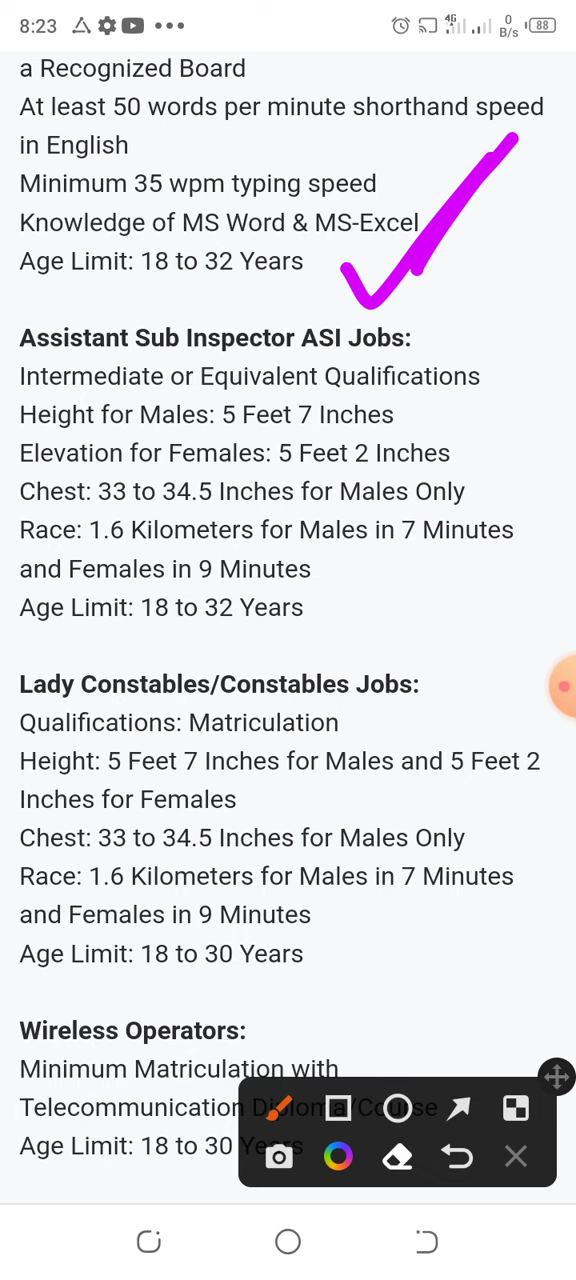 8:23
4G
0
B/s
88
a Recognized Board
At least 50 words per minute shorthand speed
in English
Minimum 35 wpm typing speed
Knowledge of MS Word & MS-Excel
Age Limit: 18 to 32 Years
Assistant Sub Inspector ASI Jobs:
Intermediate or Equivalent Qualifications
Height for Males: 5 Feet 7 Inches
Elevation for Females: 5 Feet 2 Inches
Chest: 33 to 34.5 Inches for Males Only
Race: 1.6 Kilometers for Males in 7 Minutes
and Females in 9 Minutes
Age Limit: 18 to 32 Years
Lady Constables/Constables Jobs:
Qualifications: Matriculation
Height: 5 Feet 7 Inches for Males and 5 Feet 2
Inches for Females
Chest: 33 to 34.5 Inches for Males Only
Race: 1.6 Kilometers for Males in 7 Minutes
and Females in 9 Minutes
Age Limit: 18 to 30 Years
Wireless Operators:
Minimum Matriculation with
Telecommunication Diploma/Course
Age Limit: 18 to 30 Years